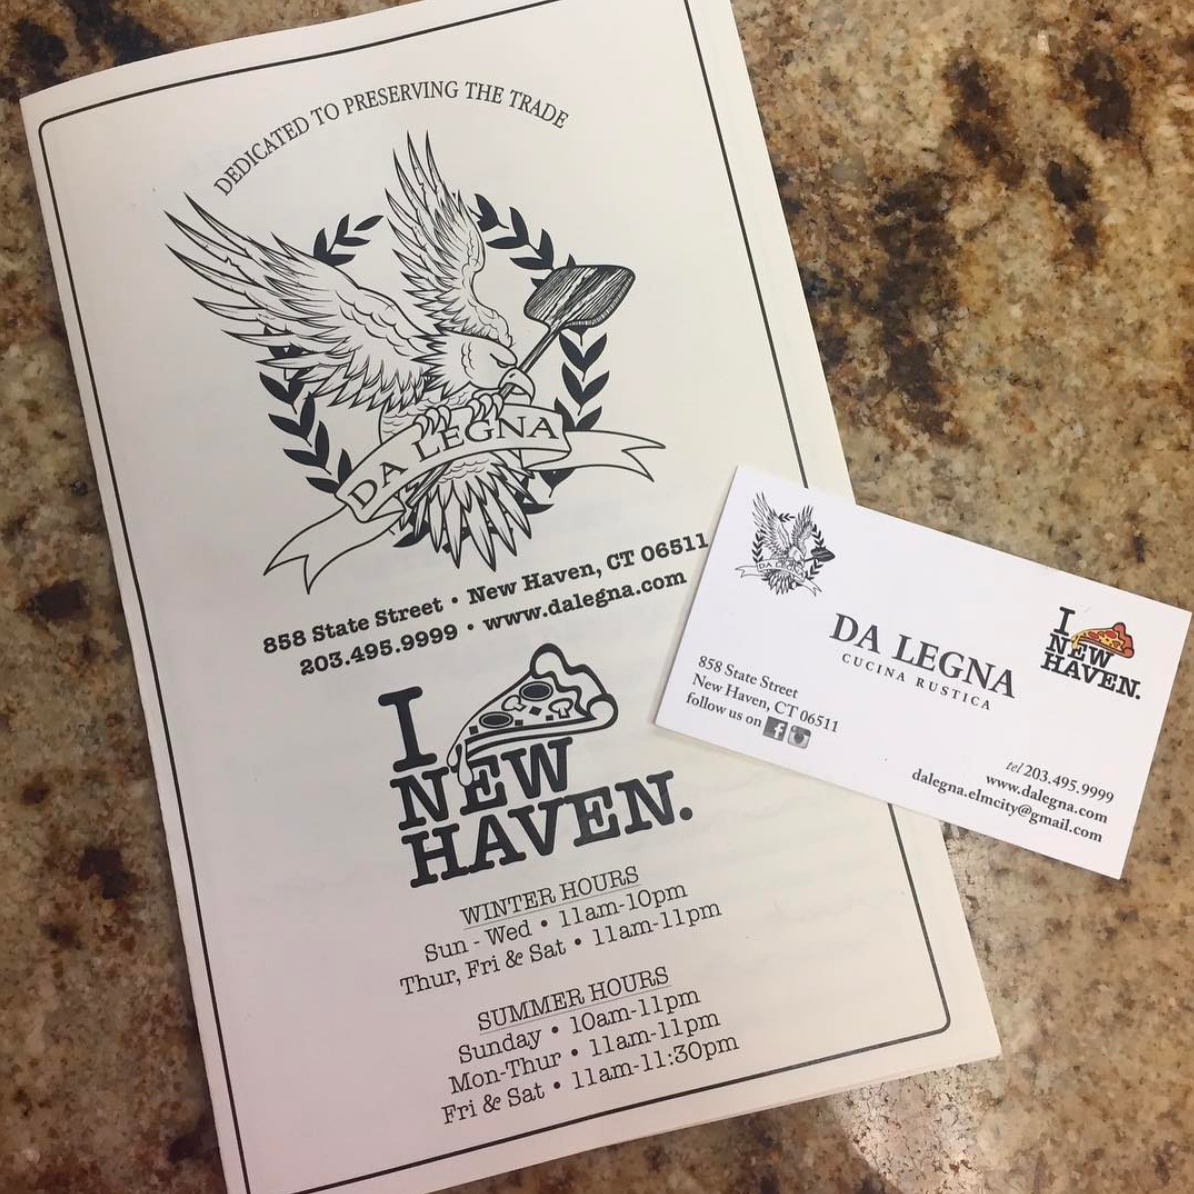 DEDICATED TO PRESERVING THE TRADE
DA LEGNA
858 State Street • New Haven, CT 06511
203.495.9999 • www.dalegna.com
I
NEW
HAVEN.
WINTER HOURS
Sun - Wed • 11am-10pm
Thur, Fri & Sat • 11am-11pm
SUMMER HOURS
Sunday • 10am-11pm
Mon-Thur • 11am-11pm
Fri & Sat • 11am-11:30pm
DA LEGNA
DA LEGNA
CUCINA RUSTICA
I
NEW
HAVEN.
858 State Street
New Haven, CT 06511
follow us on f
tel 203.495.9999
www.dalegna.com
dalegna.elmcity@gmail.com